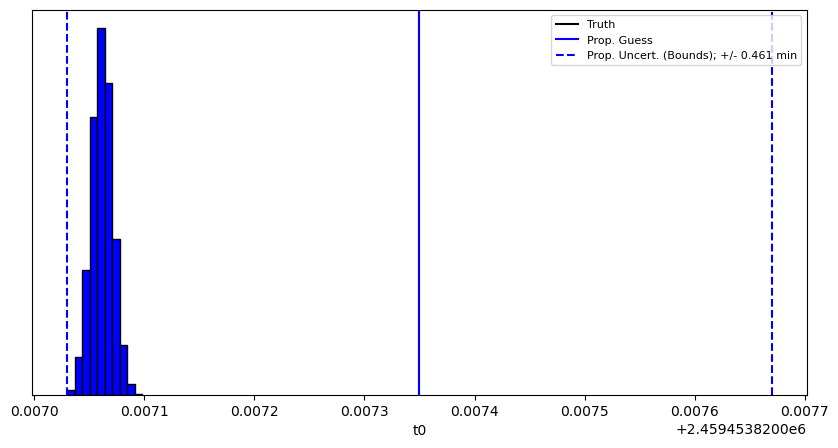 Truth
Prop. Guess
Prop. Uncert. (Bounds); +/- 0.461 min
0.0070 0.0071 0.0072 0.0073 0.0074 0.0075 0.0076 0.0077
t0
+2.4594538200e6